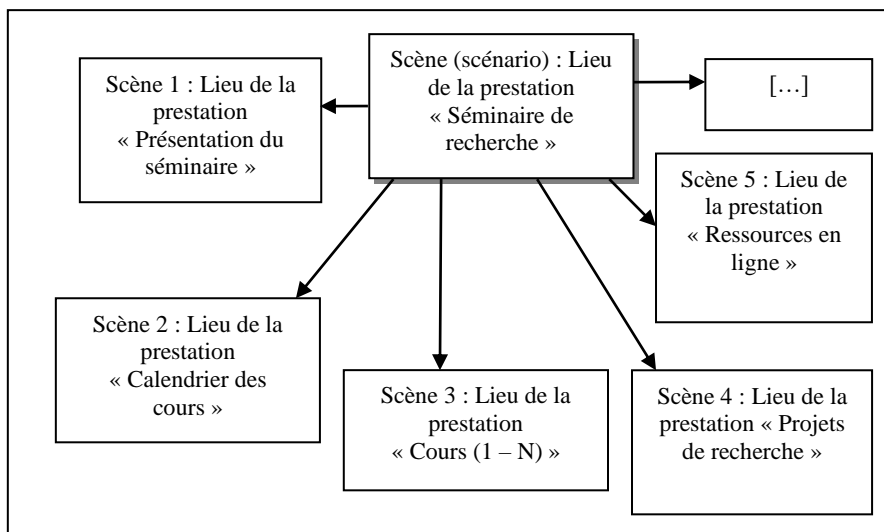 Scène (scénario) : Lieu
de la prestation
« Séminaire de
recherche »
Scène 1 : Lieu de la
prestation
« Présentation du
séminaire »
[…]
Scène 5 : Lieu de
la prestation
« Ressources en
ligne »
Scène 2 : Lieu de la
prestation
« Calendrier des
cours »
Scène 3 : Lieu de la
prestation
« Cours (1 – N) »
Scène 4 : Lieu de la
prestation « Projets
de recherche »